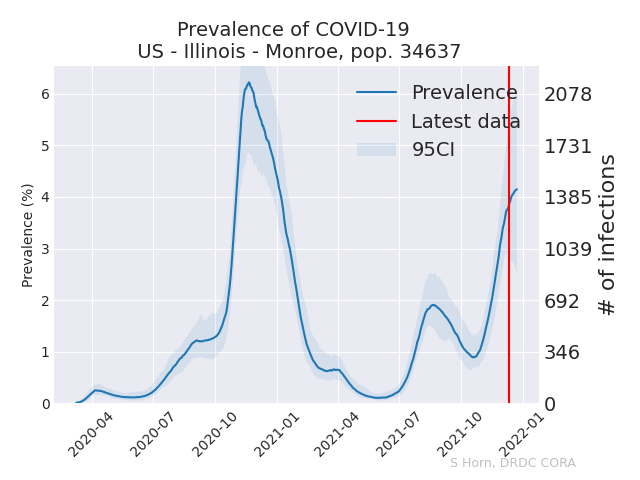 Prevalence of COVID-19
US - Illinois - Monroe, pop. 34637
Prevalence
Latest data
95CI
Prevalence (%)
6
5
4
3
2
1
0
2078
1731
1385
1039
692
346
0
# of infections
2020-04
2020-07
2020-10
2021-01
2021-04
2021-07
2021-10
2022-01
S Horn, DRDC CORA